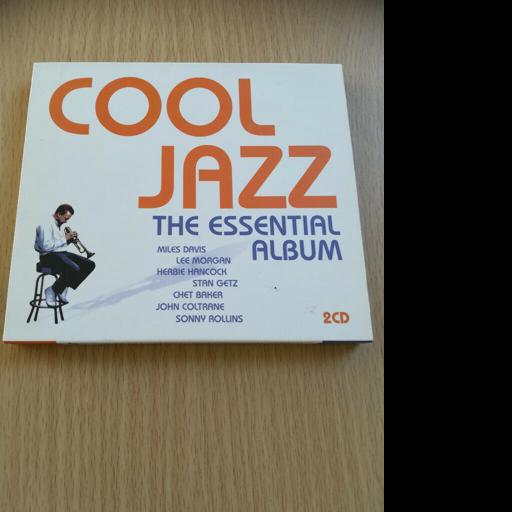 COOL
JAZZ
THE ESSENTIAL
ALBUM
MILES DAVIS
LEE MORGAN
HERBIE HANCOCK
STAN GETZ
CHET BAKER
JOHN COLTRANE
SONNY ROLLINS
2CD